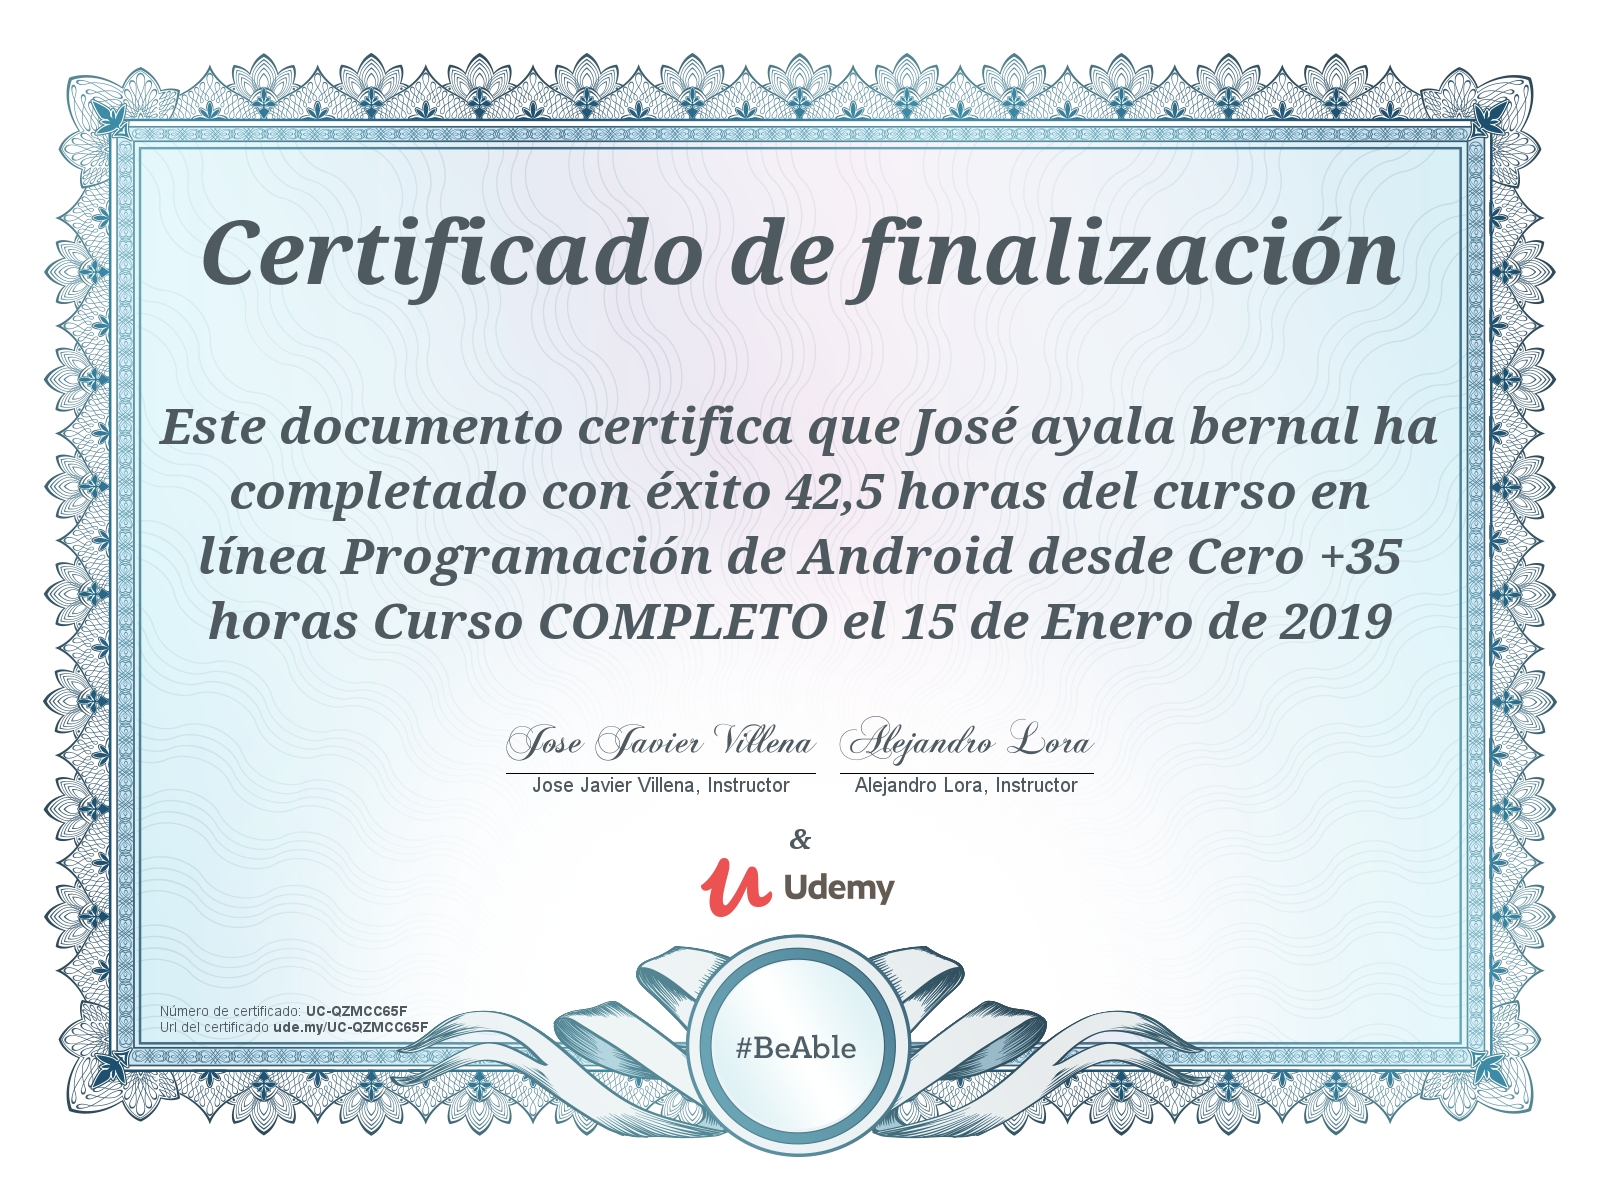 Certificado de finalización
Este documento certifica que José ayala bernal ha
completado con éxito 42,5 horas del curso en
línea Programación de Android desde Cero +35
horas Curso COMPLETO el 15 de Enero de 2019
Jose Javier Villena Alejandro Lora
Jose Javier Villena, Instructor Alejandro Lora, Instructor
&
Udemy
Número de certificado: UC-QZMCC65F
Url del certificado ude.my/UC-QZMCC65F
#BeAble